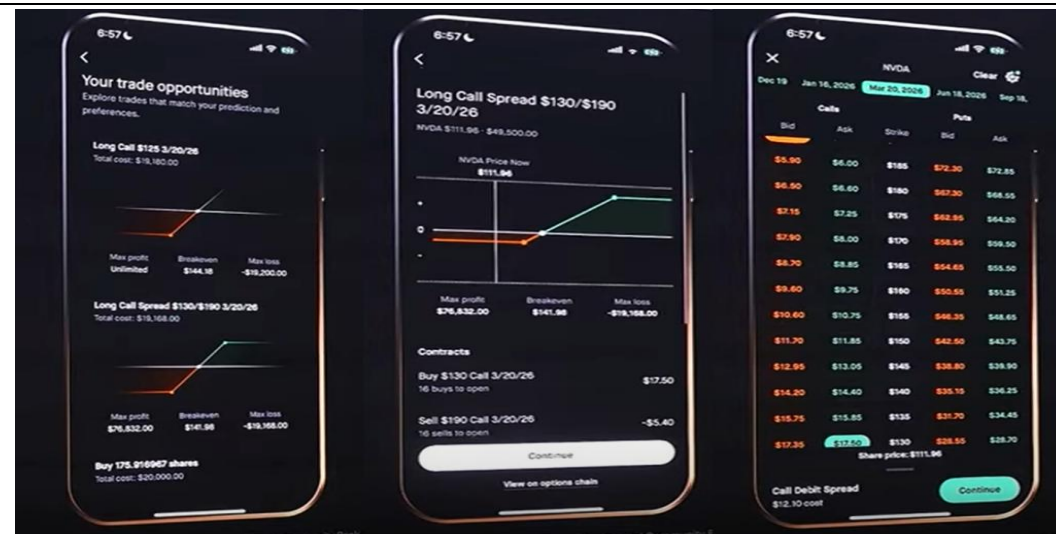 6:57
Your trade opportunities
Explore trades that match your prediction and
preferences.
Long Call $125 3/20/26
Total cost: $19,180.00
Max profit Breakeven Max loss
Unlimited $144.18 -$19,200.00
Long Call Spread $130/$190 3/20/26
Total cost: $19,168.00
Max profit Breakeven Max loss
$76,832.00 $141.98 -$19,168.00
Buy 175.916967 shares
Total cost: $20,000.00
6:57
Long Call Spread $130/$190
3/20/26
NVDA $111.96 · $49,500.00
NVDA Price Now
$111.96
+
0
-
Max profit Breakeven Max loss
$76,832.00 $141.98 -$19,168.00
Contracts
Buy $130 Call 3/20/26 $17.50
16 buys to open
Sell $190 Call 3/20/26 -$5.40
16 sells to open
Continue
View on options chain
6:57
NVDA Clear
Dec 19 Jan 16, 2026 Mar 20, 2026 Jun 18, 2026 Sep 18,
Calls Puts
Bid Ask Strike Bid Ask
$5.90 $6.00 $185 $72.30 $72.85
$6.50 $6.60 $180 $67.30 $68.55
$7.15 $7.25 $175 $62.95 $64.20
$7.90 $8.00 $170 $58.95 $59.50
$8.70 $8.85 $165 $54.65 $55.50
$9.60 $9.75 $160 $50.55 $51.25
$10.60 $10.75 $155 $46.35 $48.65
$11.70 $11.85 $150 $42.50 $43.75
$12.95 $13.05 $145 $38.80 $39.90
$14.20 $14.40 $140 $35.15 $36.25
$15.75 $15.85 $135 $31.70 $34.45
$17.35 $17.50 $130 $28.55 $28.70
Share price: $111.96
Call Debit Spread
$12.10 cost
Continue